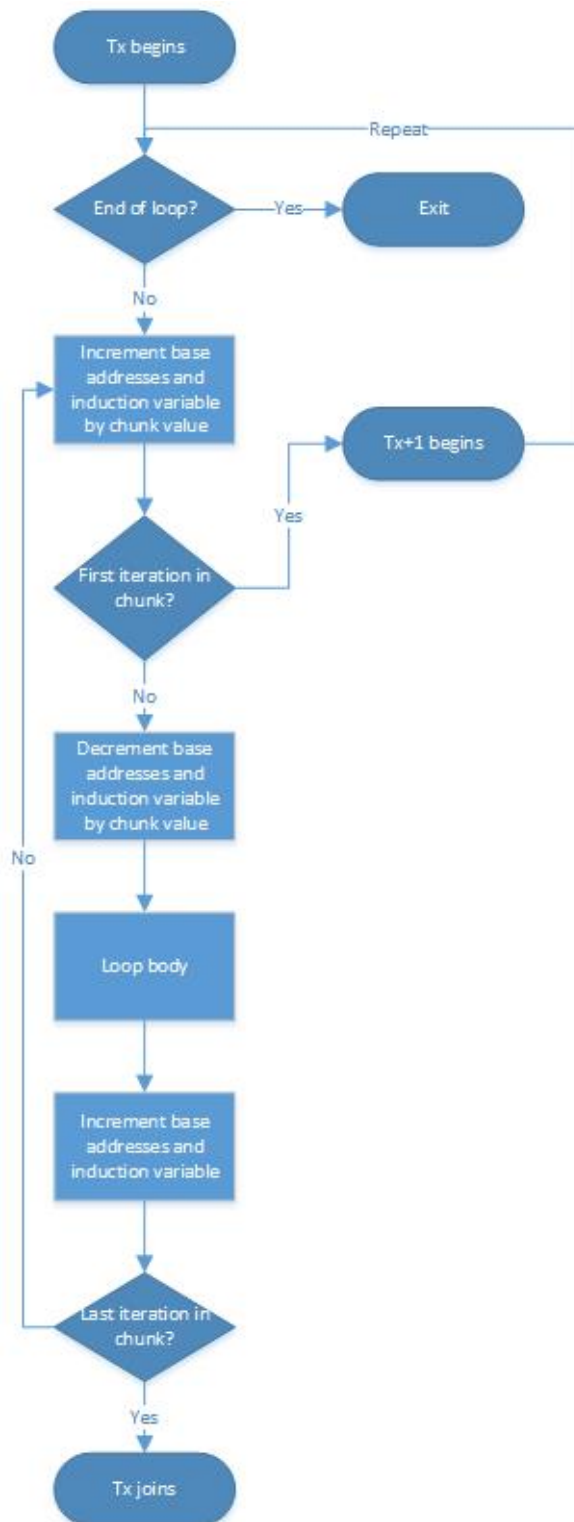 Tx begins
Repeat
End of loop?
Yes
Exit
No
Increment base
addresses and
induction variable
by chunk value
Tx+1 begins
Yes
First iteration in
chunk?
No
Decrement base
addresses and
induction variable
by chunk value
No
Loop body
Increment base
addresses and
induction variable
Last iteration in
chunk?
Yes
Tx joins